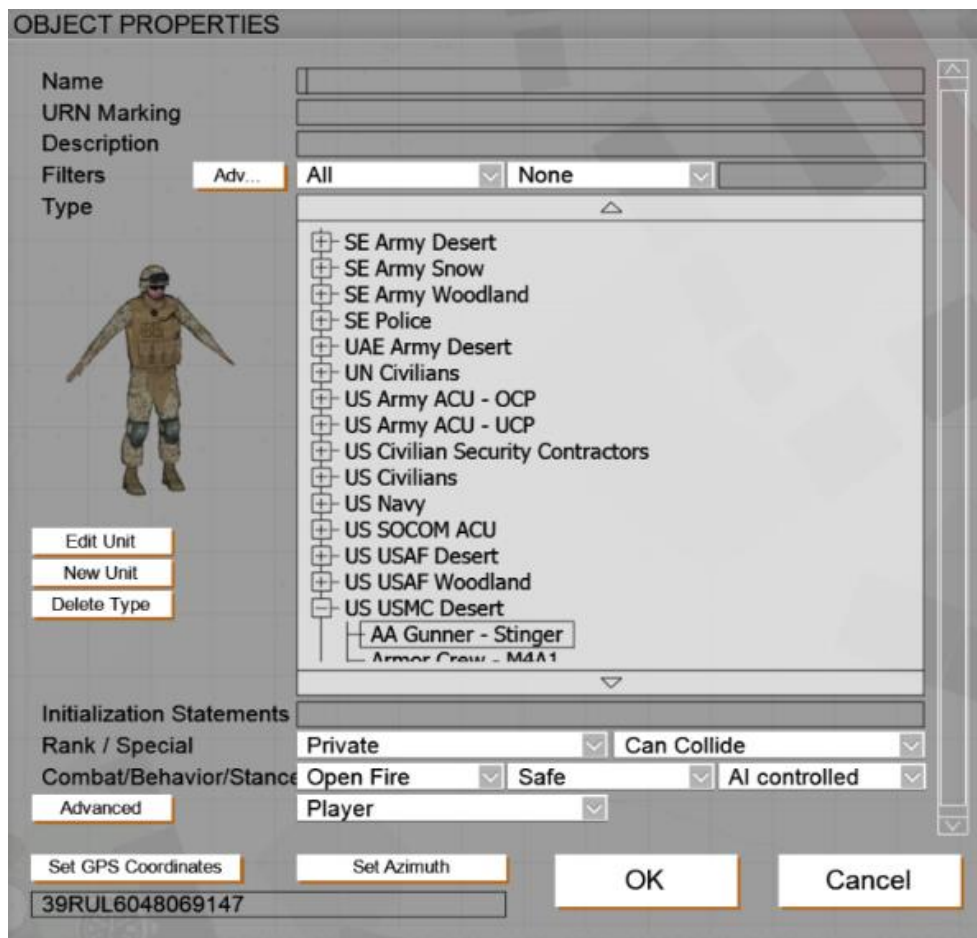 OBJECT PROPERTIES
Name
URN Marking
Description
Filters Adv... All None
Type
SE Army Desert
SE Army Snow
SE Army Woodland
SE Police
UAE Army Desert
UN Civilians
US Army ACU - OCP
US Army ACU - UCP
US Civilian Security Contractors
US Civilians
US Navy
US SOCOM ACU
US USAF Desert
US USAF Woodland
US USMC Desert
AA Gunner - Stinger
Armor Crew - M4A1
Edit Unit
New Unit
Delete Type
Initialization Statements
Rank / Special Private Can Collide
Combat/Behavior/Stance Open Fire Safe AI controlled
Advanced Player
Set GPS Coordinates Set Azimuth OK Cancel
39RUL6048069147